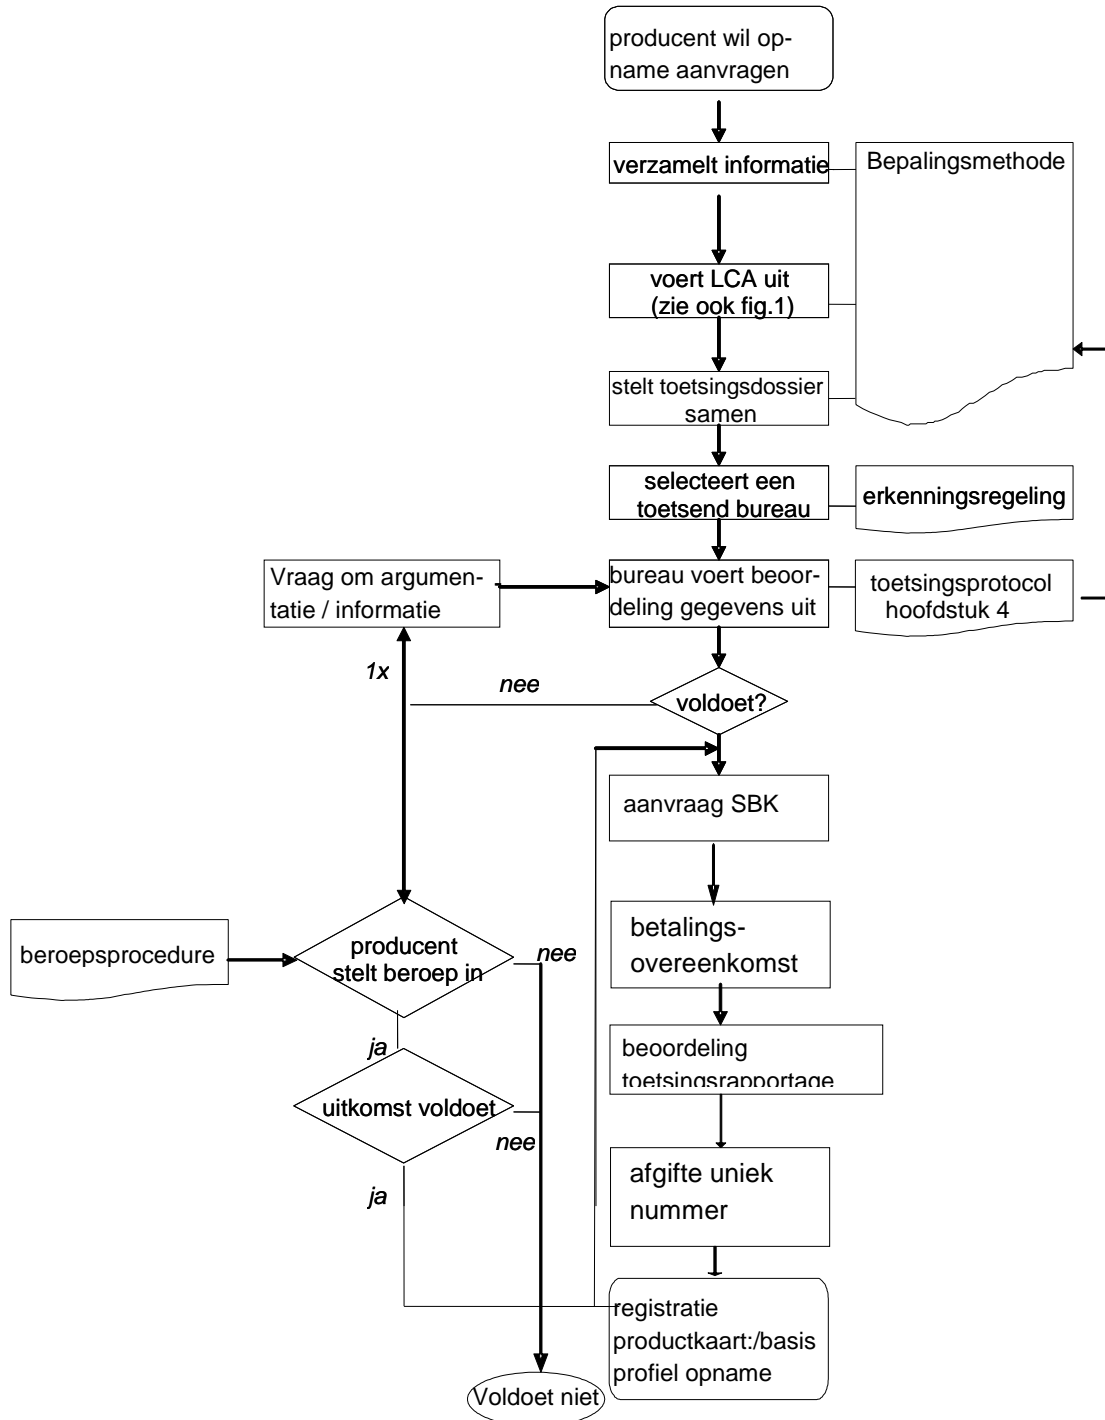 producent wil op-
name aanvragen
verzamelt informatie
Bepalingsmethode
voert LCA uit
(zie ook fig.1)
stelt toetsingsdossier
samen
selecteert een
toetsend bureau
erkenningsregeling
Vraag om argumen-
tatie / informatie
bureau voert beoor-
deling gegevens uit
toetsingsprotocol
hoofdstuk 4
1x
nee
voldoet?
aanvraag SBK
betalings-
overeenkomst
beroepsprocedure
producent
stelt beroep in
nee
ja
beoordeling
toetsingsrapportage
uitkomst voldoet
nee
ja
afgifte uniek
nummer
registratie
productkaart:/basis
profiel opname
Voldoet niet